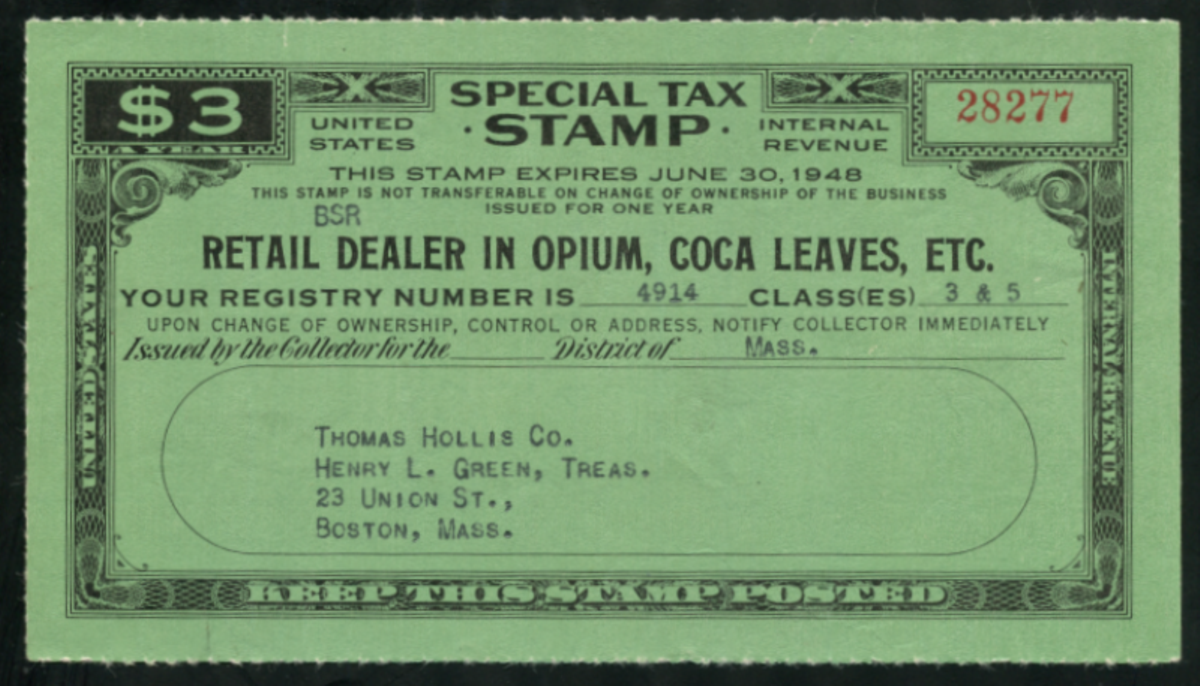 $3
A YEAR
UNITED STATES
SPECIAL TAX
STAMP
INTERNAL REVENUE
28277
THIS STAMP EXPIRES JUNE 30, 1948
THIS STAMP IS NOT TRANSFERABLE ON CHANGE OF OWNERSHIP OF THE BUSINESS
ISSUED FOR ONE YEAR
BSR
RETAIL DEALER IN OPIUM, COCA LEAVES, ETC.
YOUR REGISTRY NUMBER IS 4914 CLASS(ES) 3 & 5
UPON CHANGE OF OWNERSHIP, CONTROL OR ADDRESS, NOTIFY COLLECTOR IMMEDIATELY
Issued by the Collector for the District of MASS.
THOMAS HOLLIS CO.
HENRY L. GREEN, TREAS.
23 UNION ST.,
BOSTON, MASS.
UNITED STATES
INTERNAL REVENUE
KEEP THIS STAMP POSTED